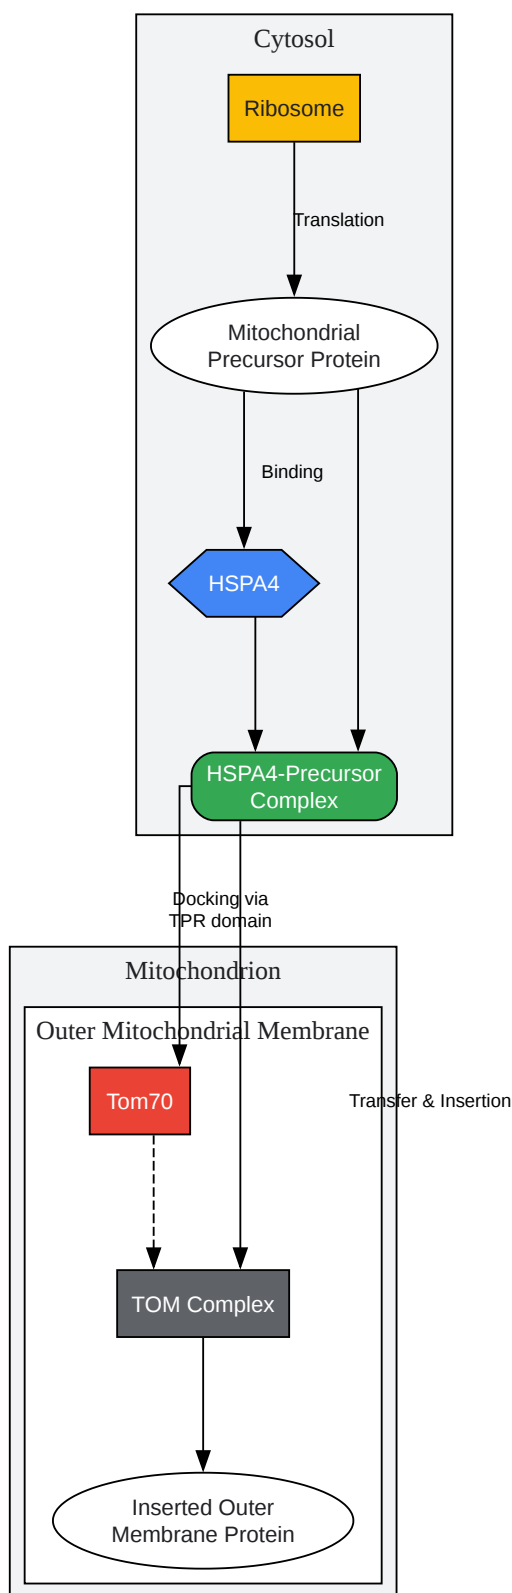 Cytosol
Ribosome
Translation
Mitochondrial
Precursor Protein
Binding
HSPA4
HSPA4-Precursor
Complex
Docking via
TPR domain
Mitochondrion
Outer Mitochondrial Membrane
Tom70
Transfer & Insertion
TOM Complex
Inserted Outer
Membrane Protein